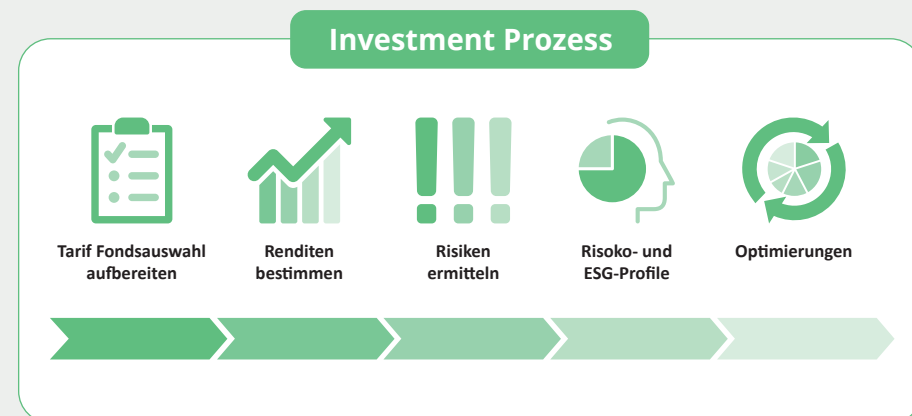 Investment Prozess
Tarif Fondsauswahl
aufbereiten
Renditen
bestimmen
Risiken
ermitteln
Risoko- und
ESG-Profile
Optimierungen